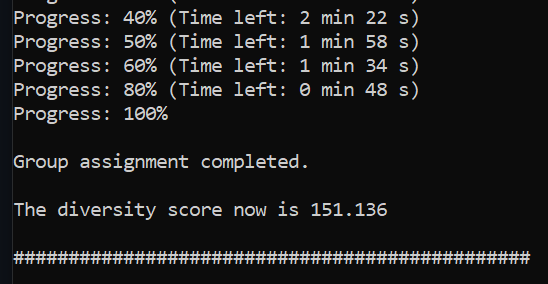 Progress: 40% (Time left: 2 min 22 s)
Progress: 50% (Time left: 1 min 58 s)
Progress: 60% (Time left: 1 min 34 s)
Progress: 80% (Time left: 0 min 48 s)
Progress: 100%
Group assignment completed.
The diversity score now is 151.136
###############################################